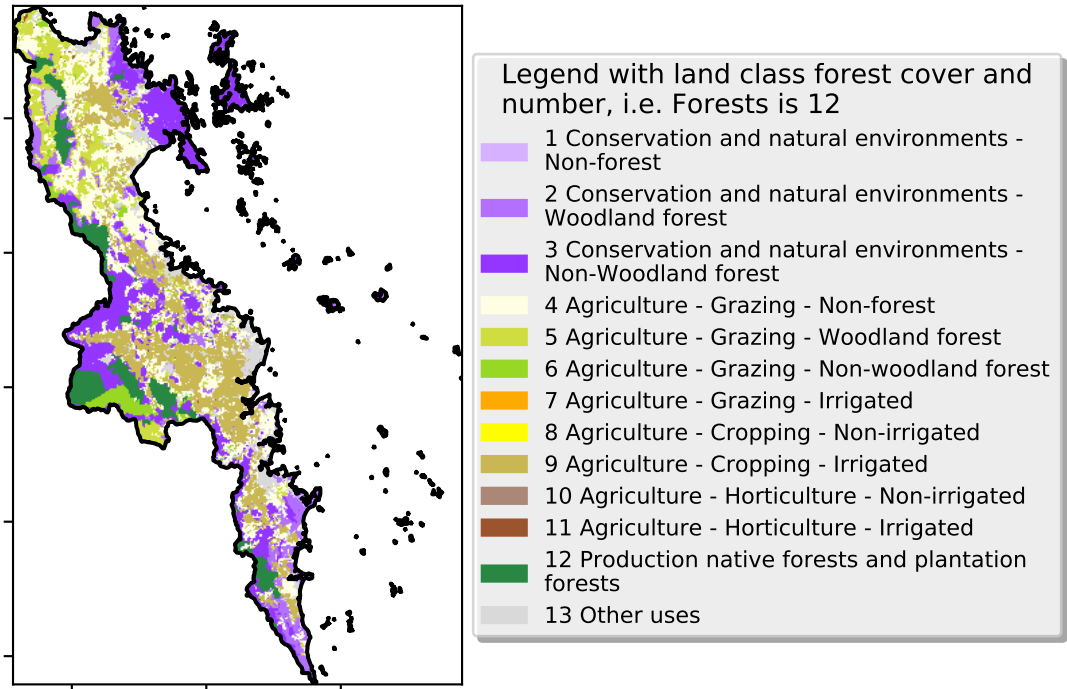 Legend with land class forest cover and
number, i.e. Forests is 12
1 Conservation and natural environments -
Non-forest
2 Conservation and natural environments -
Woodland forest
3 Conservation and natural environments -
Non-Woodland forest
4 Agriculture - Grazing - Non-forest
5 Agriculture - Grazing - Woodland forest
6 Agriculture - Grazing - Non-woodland forest
7 Agriculture - Grazing - Irrigated
8 Agriculture - Cropping - Non-irrigated
9 Agriculture - Cropping - Irrigated
10 Agriculture - Horticulture - Non-irrigated
11 Agriculture - Horticulture - Irrigated
12 Production native forests and plantation
forests
13 Other uses